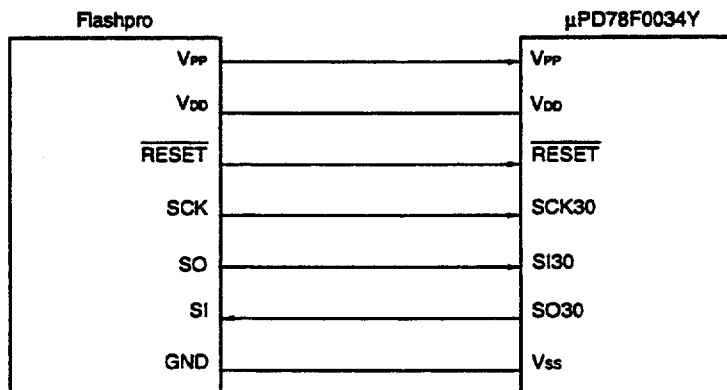 Flashpro µPD78F0034Y
VPP VPP
VDD VDD
RESET RESET
SCK SCK30
SO SI30
SI SO30
GND VSS